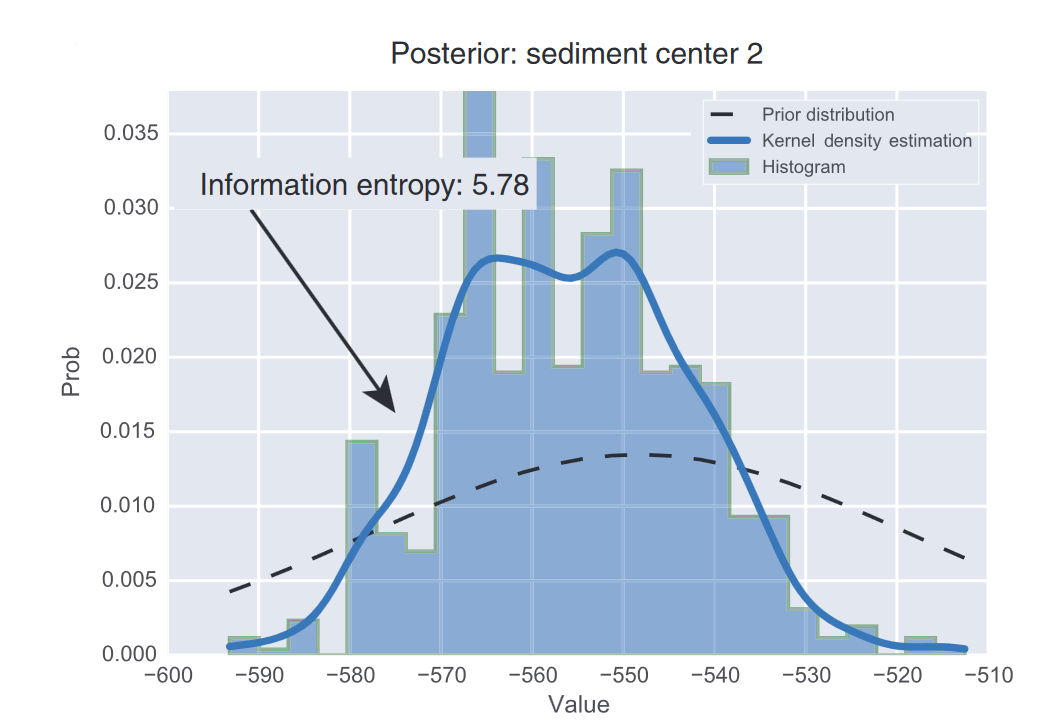 Posterior: sediment center 2
Prior distribution
Kernel density estimation
Histogram
Information entropy: 5.78
Prob
0.035
0.030
0.025
0.020
0.015
0.010
0.005
0.000
−600 −590 −580 −570 −560 −550 −540 −530 −520 −510
Value